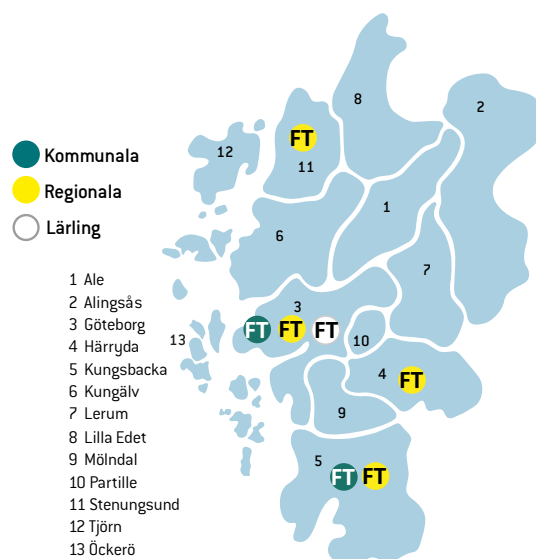 Kommunala
Regionala
Lärling
1 Ale
2 Alingsås
3 Göteborg
4 Härryda
5 Kungsbacka
6 Kungälv
7 Lerum
8 Lilla Edet
9 Mölndal
10 Partille
11 Stenungsund
12 Tjörn
13 Öckerö
8
2
FT
12
11
1
6
7
3
FT FT FT
13
10
4
FT
9
5
FT FT